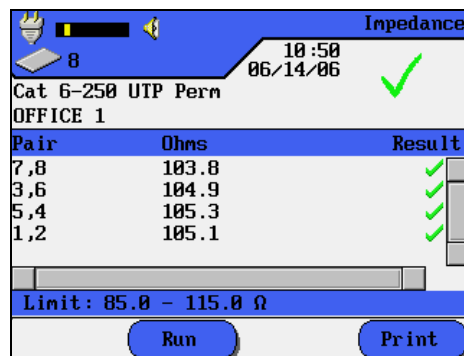 Impedance
8
10:50
06/14/06
Cat 6-250 UTP Perm
OFFICE 1
Pair Ohms Result
7,8 103.8
3,6 104.9
5,4 105.3
1,2 105.1
Limit: 85.0 - 115.0 Ω
Run Print